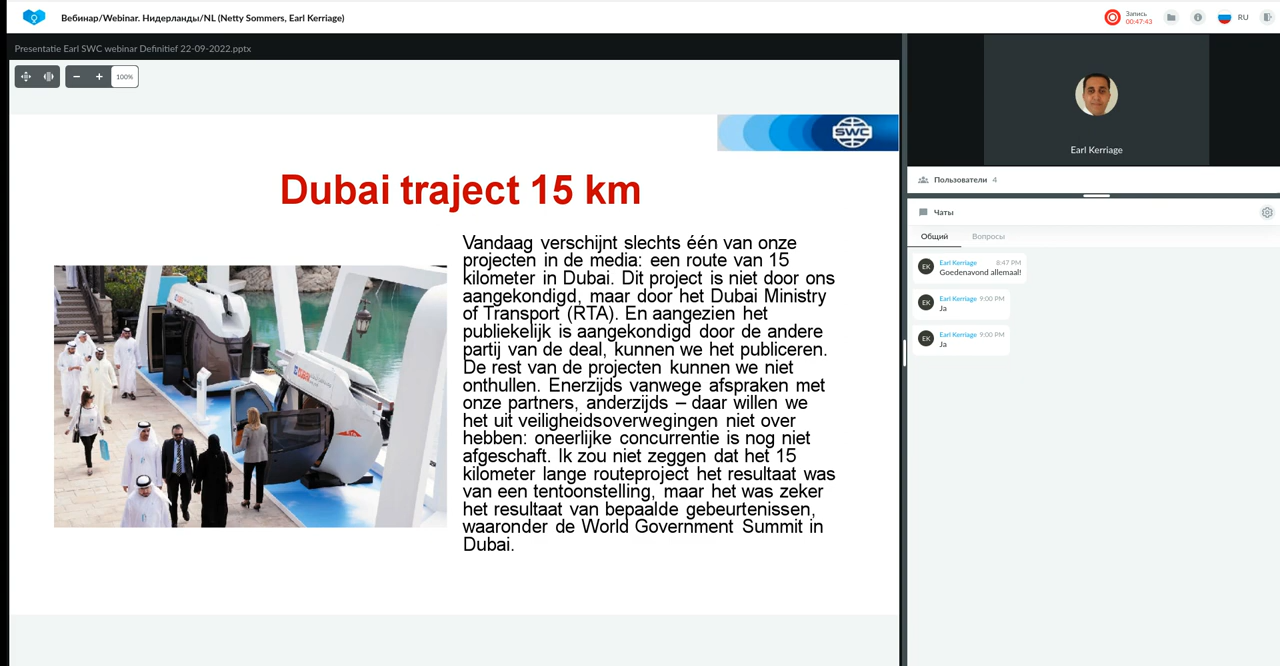 Вебинар/Webinar. Нидерланды/NL (Netty Sommers, Earl Kerriage)
Запись
00:47:43
RU
Presentatie Earl SWC webinar Definitief 22-09-2022.pptx
100%
SWC
Dubai traject 15 km
Vandaag verschijnt slechts één van onze
projecten in de media: een route van 15
kilometer in Dubai. Dit project is niet door ons
aangekondigd, maar door het Dubai Ministry
of Transport (RTA). En aangezien het
publiekelijk is aangekondigd door de andere
partij van de deal, kunnen we het publiceren.
De rest van de projecten kunnen we niet
onthullen. Enerzijds vanwege afspraken met
onze partners, anderzijds – daar willen we
het uit veiligheidsoverwegingen niet over
hebben: oneerlijke concurrentie is nog niet
afgeschaft. Ik zou niet zeggen dat het 15
kilometer lange routeproject het resultaat was
van een tentoonstelling, maar het was zeker
het resultaat van bepaalde gebeurtenissen,
waaronder de World Government Summit in
Dubai.
Earl Kerriage
Пользователи 4
Чаты
Общий Вопросы
EK Earl Kerriage 8:47 PM
Goedenavond allemaal!
EK Earl Kerriage 9:00 PM
Ja
EK Earl Kerriage 9:00 PM
Ja